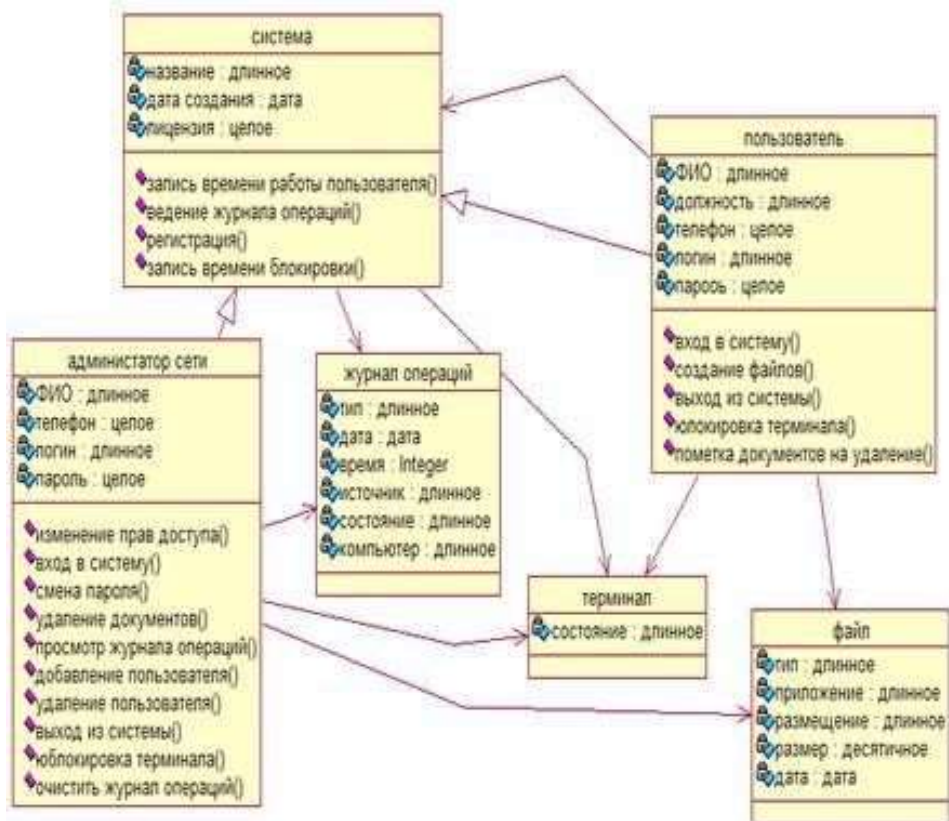 система
название : длинное
дата создания : дата
лицензия : целое
запись времени работы пользователя()
ведение журнала операций()
регистрация()
запись времени блокировки()
пользователь
ФИО : длинное
должность : длинное
телефон : целое
логин : длинное
парооь : целое
вход в систему()
создание файлов()
выход из системы()
юлокировка терминала()
пометка документов на удаление()
администатор сети
ФИО : длинное
телефон : целое
логин : длинное
пароль : целое
изменение прав доступа()
вход в систему()
смена пароля()
удаление документов()
просмотр журнала операций()
добавление пользователя()
удаление пользователя()
выход из системы()
юблокировка терминала()
очистить журнал операций()
журнал операций
тип : длинное
дата : дата
время : Integer
источник : длинное
состояние : длинное
компьютер : длинное
терминал
состояние : длинное
файл
тип : длинное
приложение : длинное
размещение : длинное
размер : десятичное
дата : дата